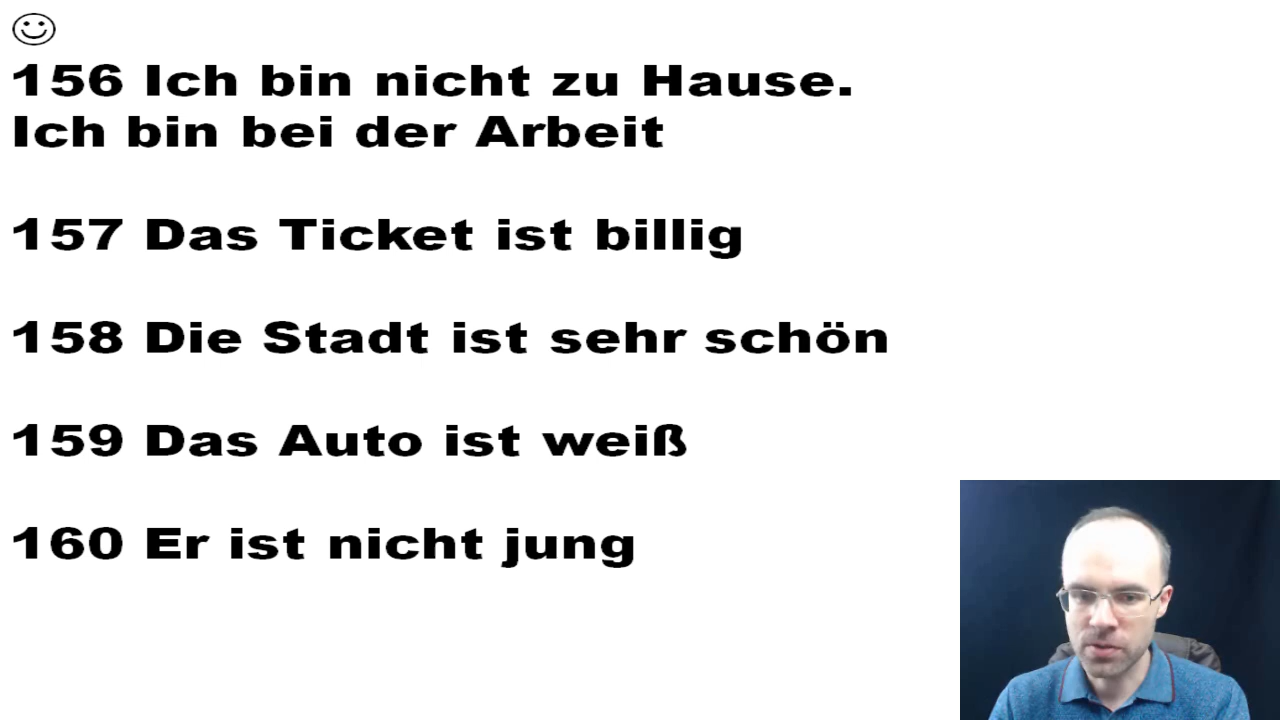 156 Ich bin nicht zu Hause.
Ich bin bei der Arbeit
157 Das Ticket ist billig
158 Die Stadt ist sehr schön
159 Das Auto ist weiß
160 Er ist nicht jung